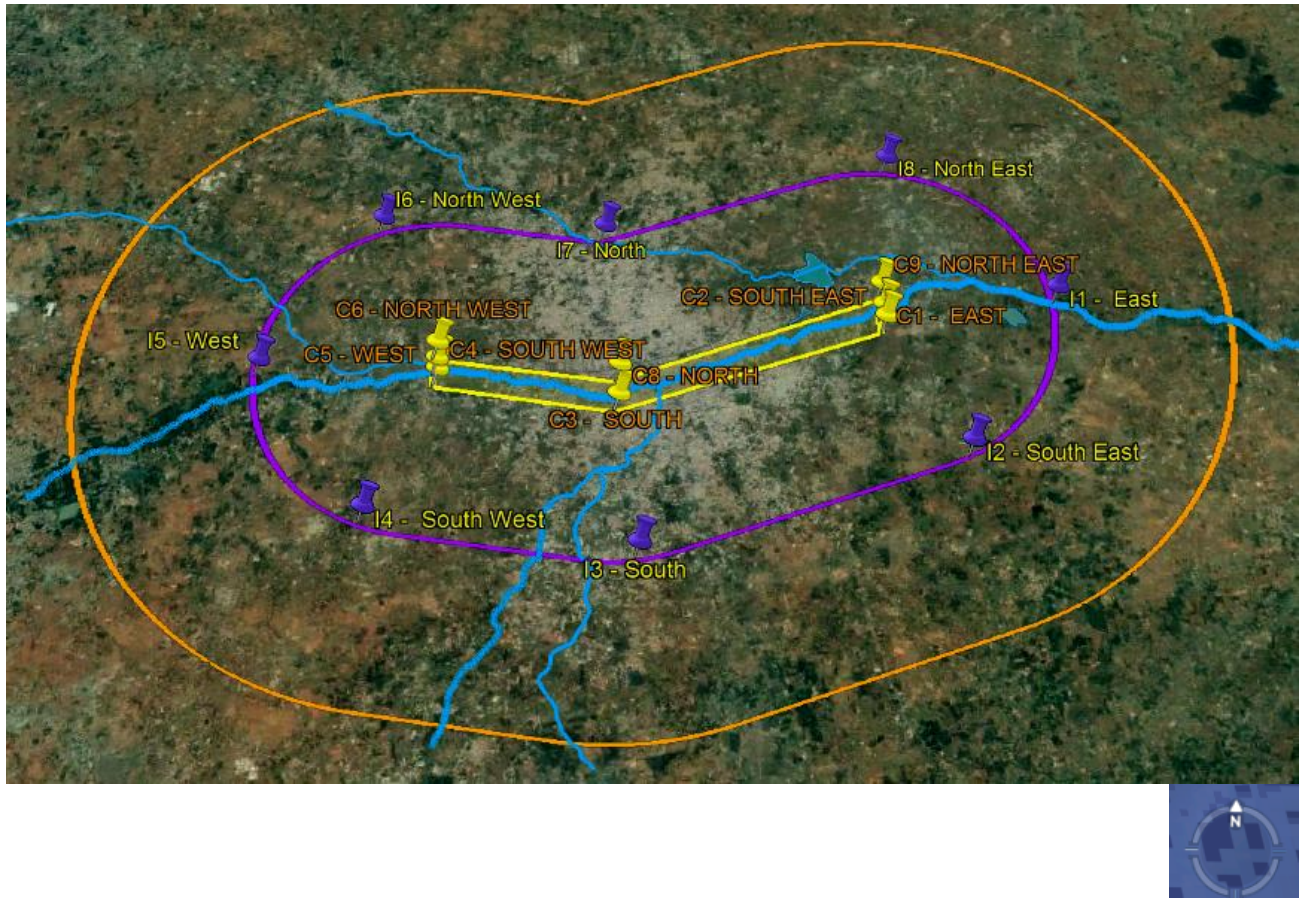 I8 - North East
I6 - North West
I7 - North
C9 - NORTH EAST
C2 - SOUTH EAST
I1 -  East
C6 - NORTH WEST
C1 -  EAST
I5 - West
C5 - WEST
C4 - SOUTH WEST
C8 - NORTH
C3 -  SOUTH
I2 - South East
I4 -  South West
I3 - South
N